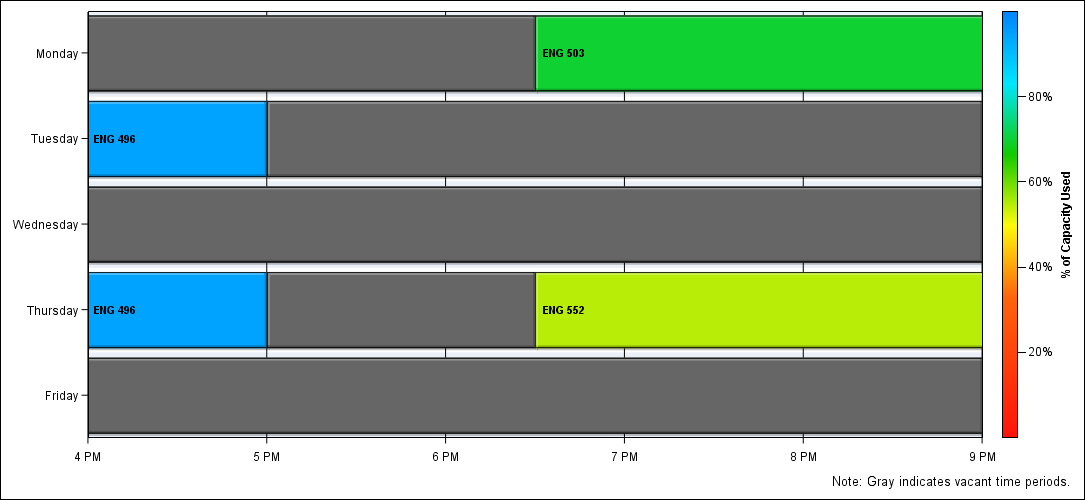 Monday
ENG 503
Tuesday
ENG 496
Wednesday
Thursday
ENG 496
ENG 552
Friday
4 PM
5 PM
6 PM
7 PM
8 PM
9 PM
80%
60%
40%
20%
% of Capacity Used
Note: Gray indicates vacant time periods.